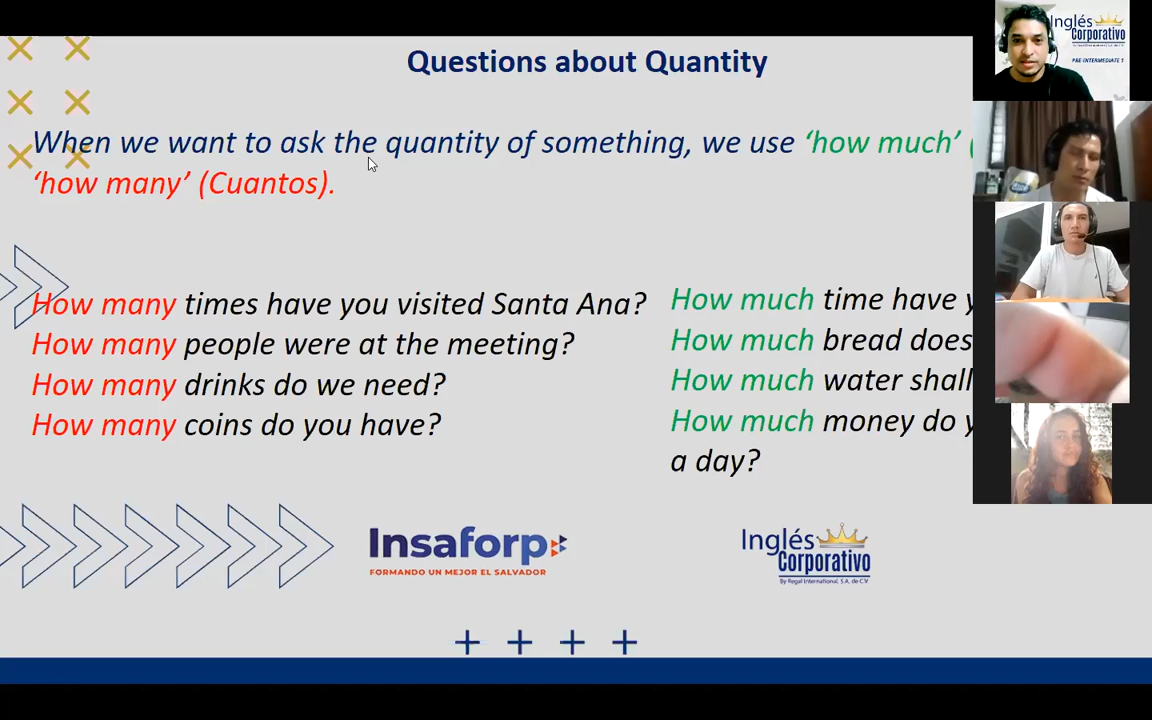 Questions about Quantity
When we want to ask the quantity of something, we use ‘how much’ (
‘how many’ (Cuantos).
How many times have you visited Santa Ana?
How many people were at the meeting?
How many drinks do we need?
How many coins do you have?
How much time have y
How much bread does
How much water shall
How much money do y
a day?
Insaforp
FORMANDO UN MEJOR EL SALVADOR
Inglés
Corporativo
By Regal International, S.A. de C.V
Inglés
Corporativo
PRE-INTERMEDIATE 1